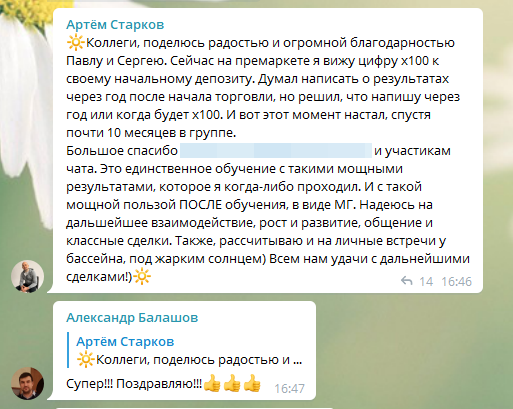 Артём Старков
🔆Коллеги, поделюсь радостью и огромной благодарностью
Павлу и Сергею. Сейчас на премаркете я вижу цифру х100 к
своему начальному депозиту. Думал написать о результатах
через год после начала торговли, но решил, что напишу через
год или когда будет х100. И вот этот момент настал, спустя
почти 10 месяцев в группе.
Большое спасибо и участикам
чата. Это единственное обучение с такими мощными
результатами, которое я когда-либо проходил. И с такой
мощной пользой ПОСЛЕ обучения, в виде МГ. Надеюсь на
дальшейшее взаимодействие, рост и развитие, общение и
классные сделки. Также, рассчитываю и на личные встречи у
бассейна, под жарким солнцем) Всем нам удачи с дальнейшими
сделками!)🔆
14 16:46
Александр Балашов
Артём Старков
🔆Коллеги, поделюсь радостью и ...
Супер!!! Поздравляю!!!👍👍👍
16:47